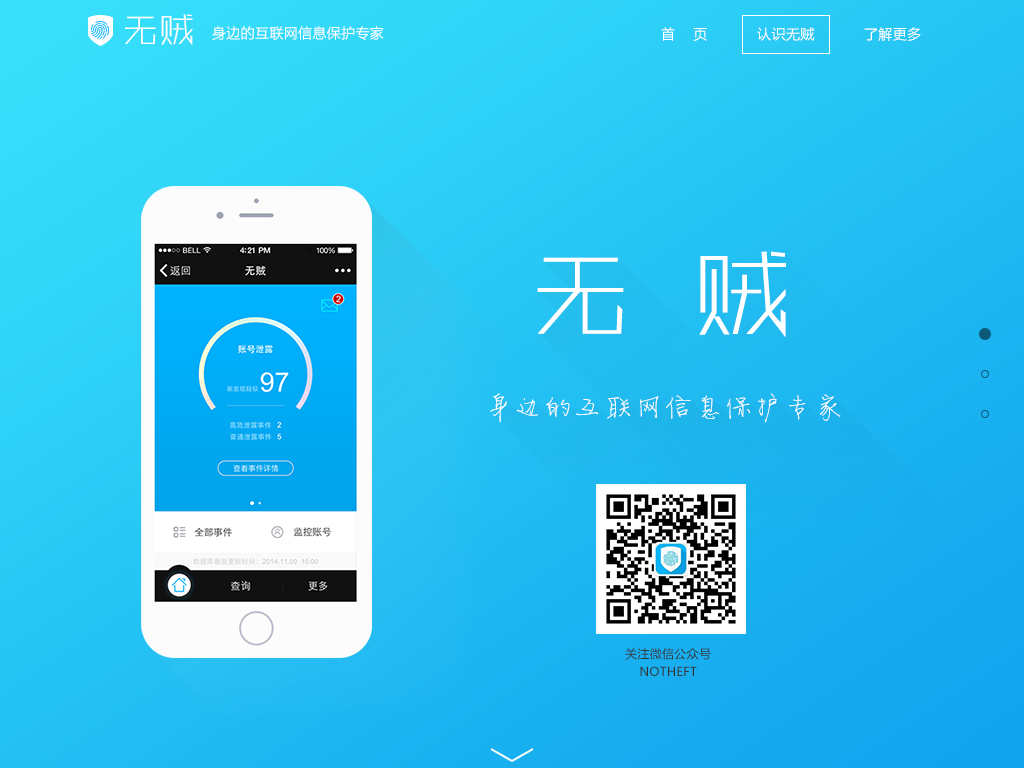 无贼 身边的互联网信息保护专家
首 页 认识无贼 了解更多
BELL 4:21 PM 100%
返回 无贼
2
账号泄露
新发现疑似 97
高危泄露事件 2
普通泄露事件 5
查看事件详情
全部事件 监控账号
数据库最新更新时间：2014.11.09 15:00
查询 更多
无贼
身边的互联网信息保护专家
关注微信公众号
NOTHEFT